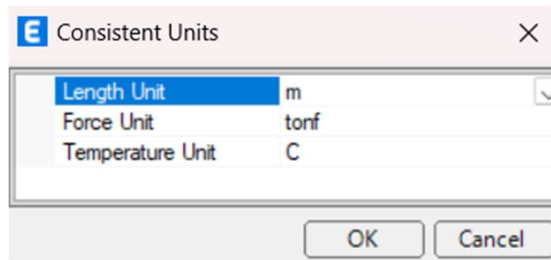 E Consistent Units
Length Unit m
Force Unit tonf
Temperature Unit C
OK Cancel